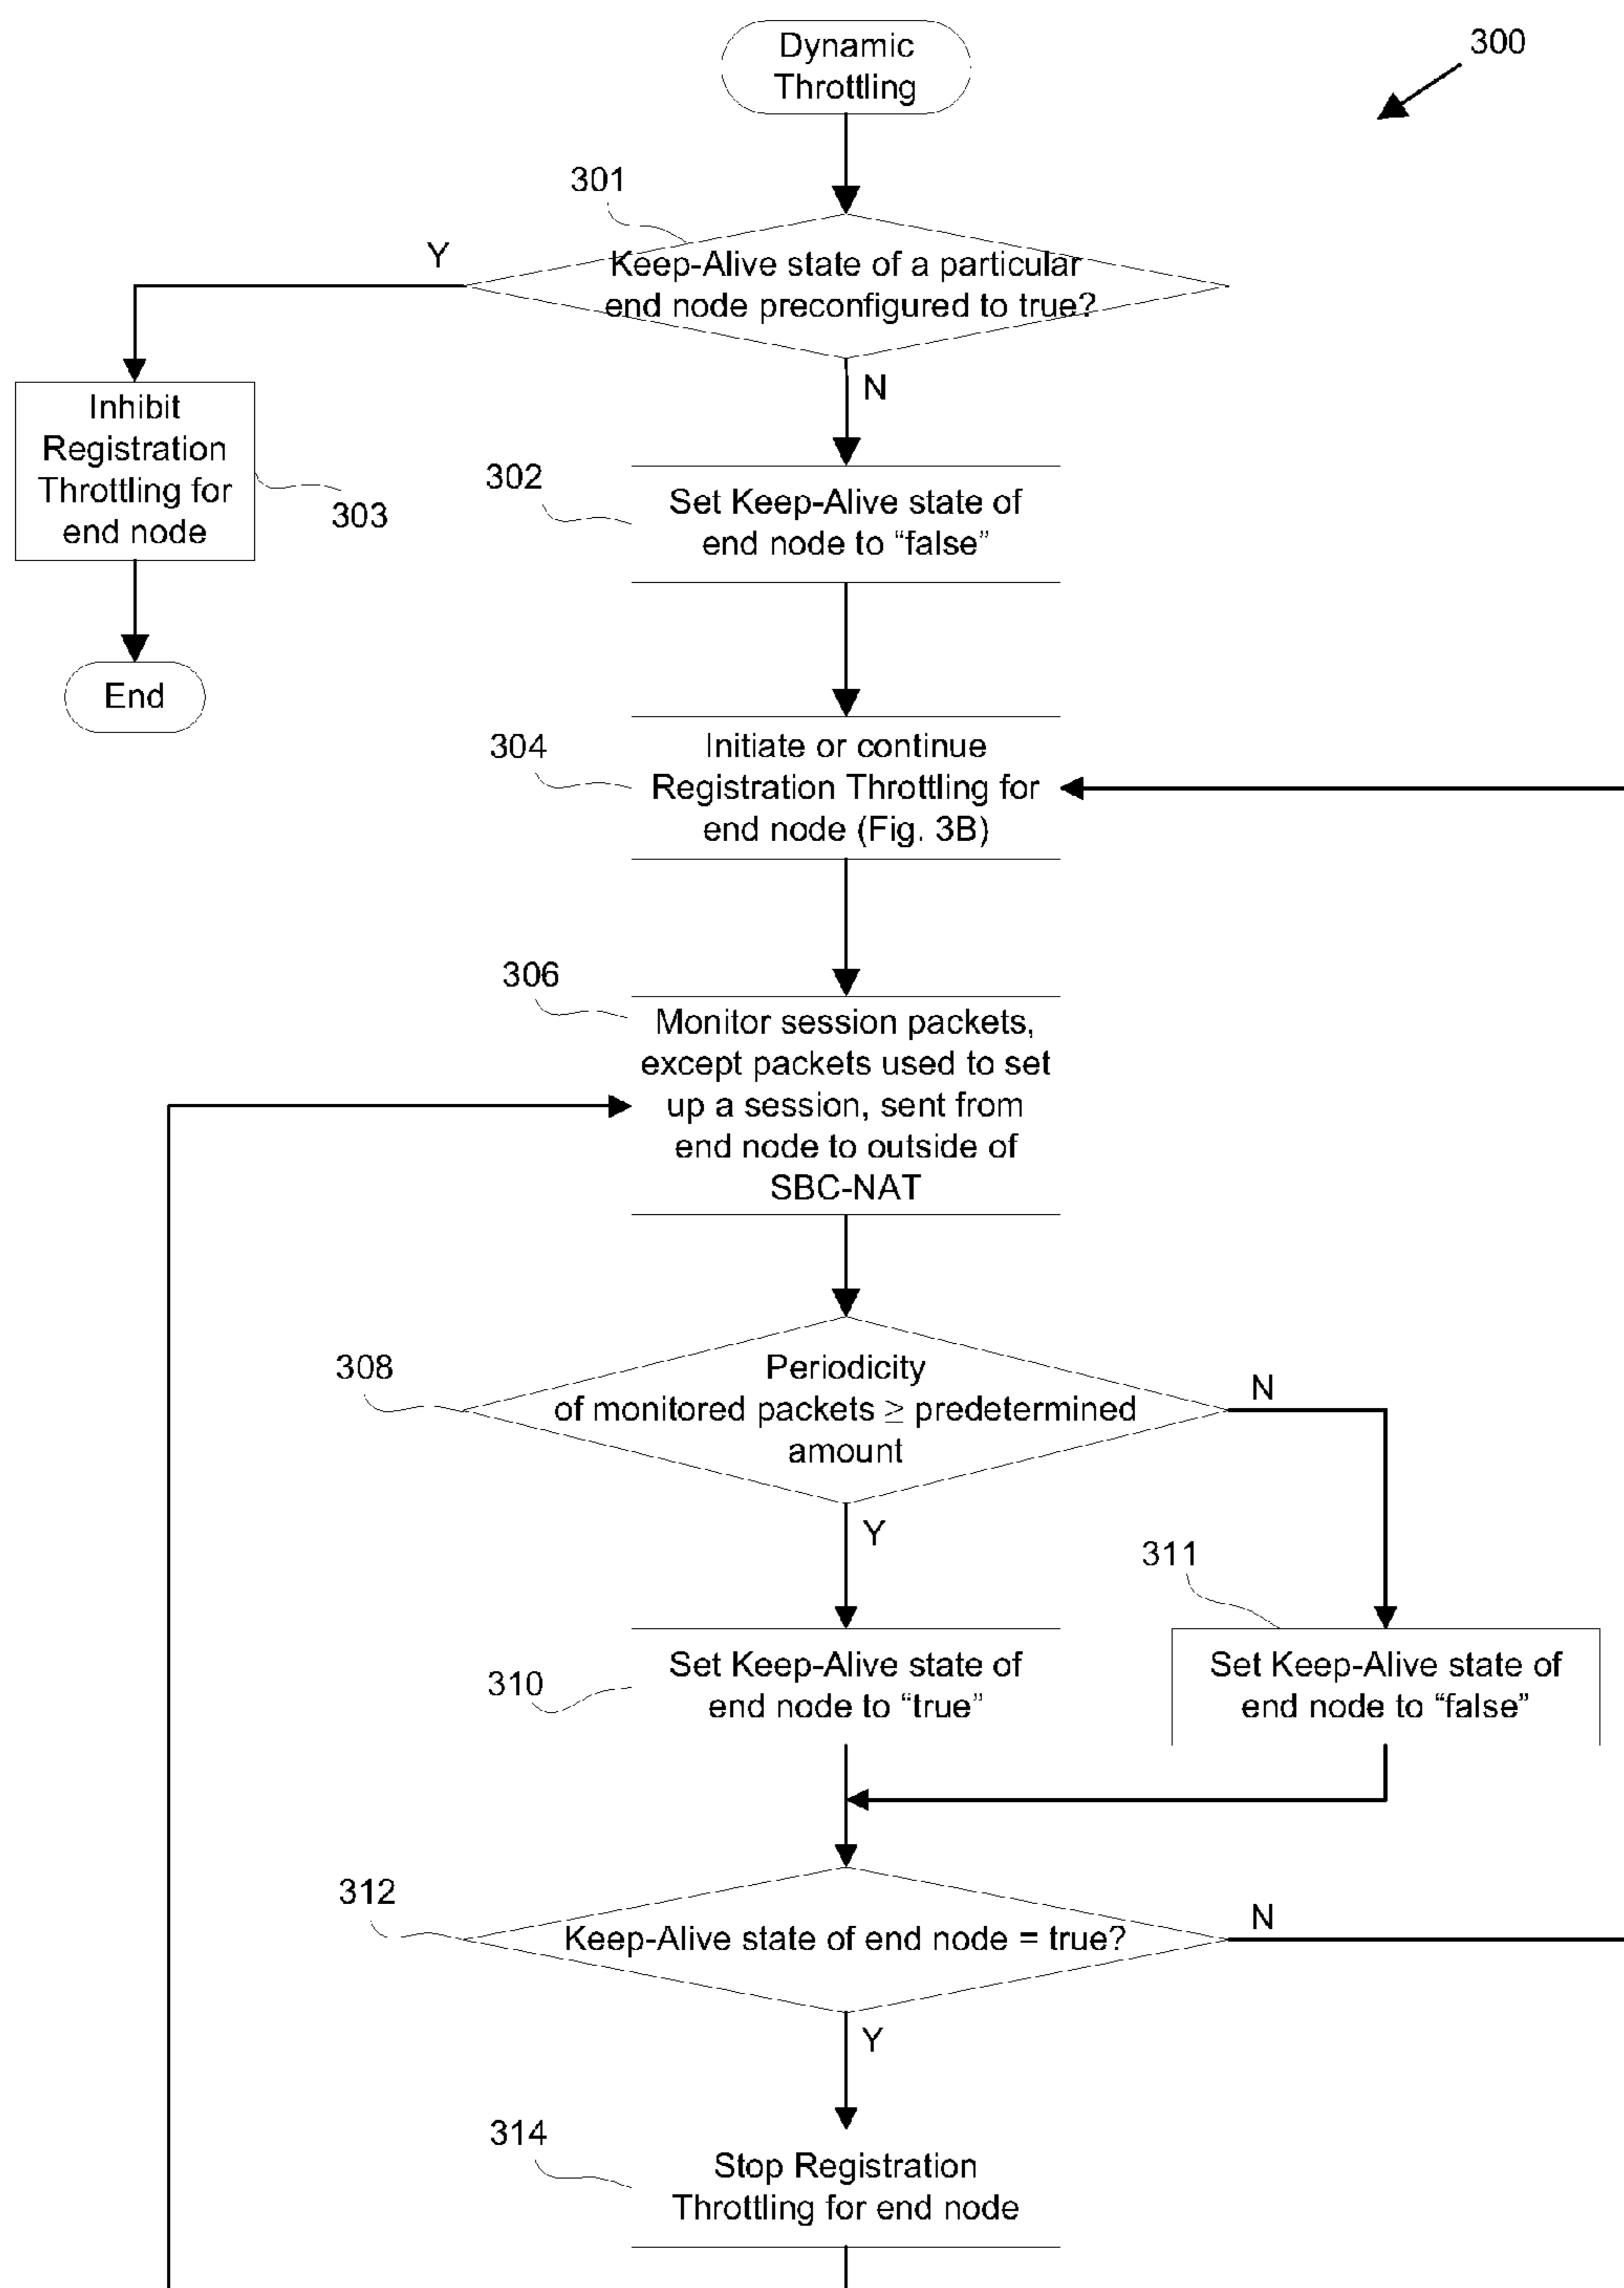 Dynamic
Throttling
300
301
Y
Keep-Alive state of a particular
end node preconfigured to true?
N
Inhibit
Registration
Throttling for
end node
303
End
302
Set Keep-Alive state of
end node to “false”
304
Initiate or continue
Registration Throttling for
end node (Fig. 3B)
306
Monitor session packets,
except packets used to set
up a session, sent from
end node to outside of
SBC-NAT
308
Periodicity
of monitored packets ≥ predetermined
amount
N
Y
311
310
Set Keep-Alive state of
end node to “true”
Set Keep-Alive state of
end node to “false”
312
Keep-Alive state of end node = true?
N
Y
314
Stop Registration
Throttling for end node